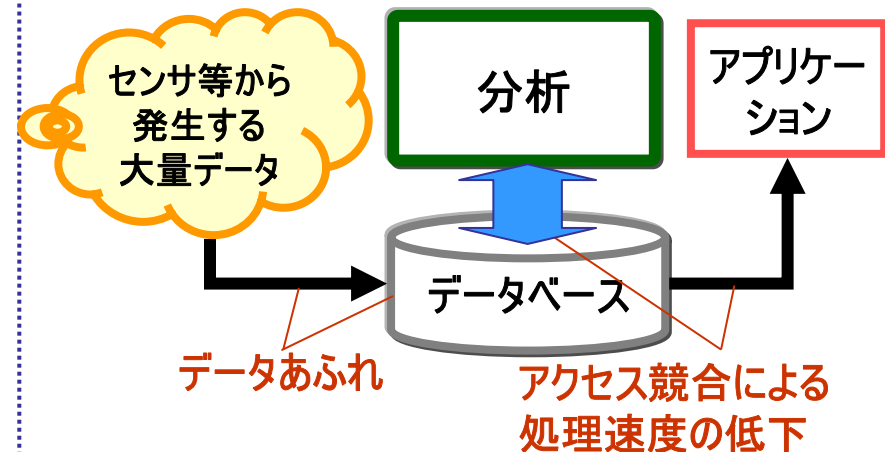 センサ等から
発生する
大量データ
分析
アプリケー
ション
データベース
データあふれ
アクセス競合による
処理速度の低下